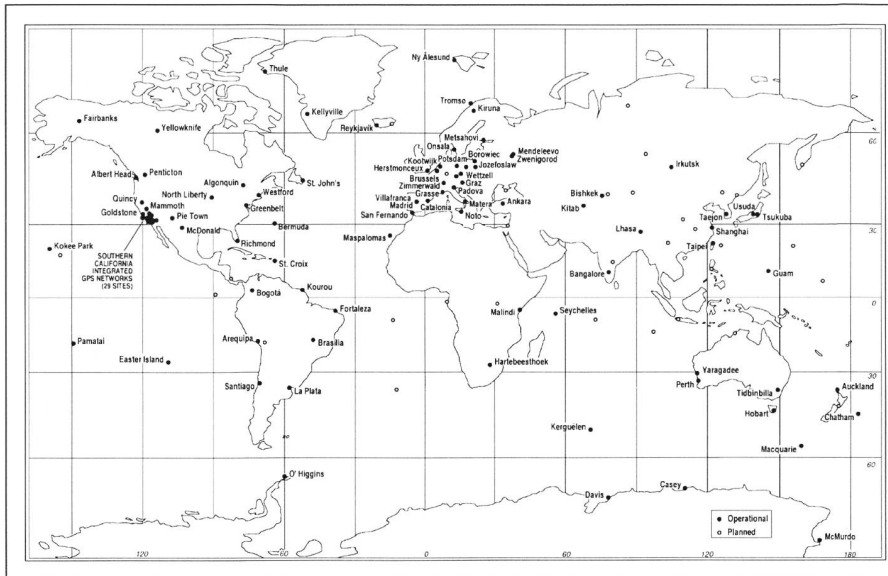 Ny Ålesund
Thule
Tromsø
Kiruna
Kellyville
Reykjavik
Fairbanks
Yellowknife
Metsahovi
Onsala
Mendeleevo
Zwenigorod
Borowiec
Potsdam
Kootwijk
Jozefoslaw
Herstmonceux
Wettzell
Brussels
Graz
Zimmerwald
Padova
Grasse
Irkutsk
Albert Head
Penticton
Algonquin
St. John's
North Liberty
Westford
Quincy
Mammoth
Greenbelt
Goldstone
Pie Town
McDonald
Bermuda
Richmond
Villafranca
Madrid
Catalonia
Matera
San Fernando
Noto
Ankara
Maspalomas
Bishkek
Kitab
Usuda
Taejon
Tsukuba
Lhasa
Shanghai
Taipei
Kokee Park
SOUTHERN
CALIFORNIA
INTEGRATED
GPS NETWORKS
(29 SITES)
St. Croix
Bangalore
Guam
Bogotá
Kourou
Fortaleza
Malindi
Seychelles
Pamatai
Arequipa
Brasilia
Easter Island
Hartebeesthoek
Yaragadee
Perth
Tidbinbilla
Auckland
Santiago
La Plata
Hobart
Chatham
Kerguelen
Macquarie
O' Higgins
Davis
Casey
McMurdo
Operational
Planned
60
30
0
30
60
120
60
0
60
120
180